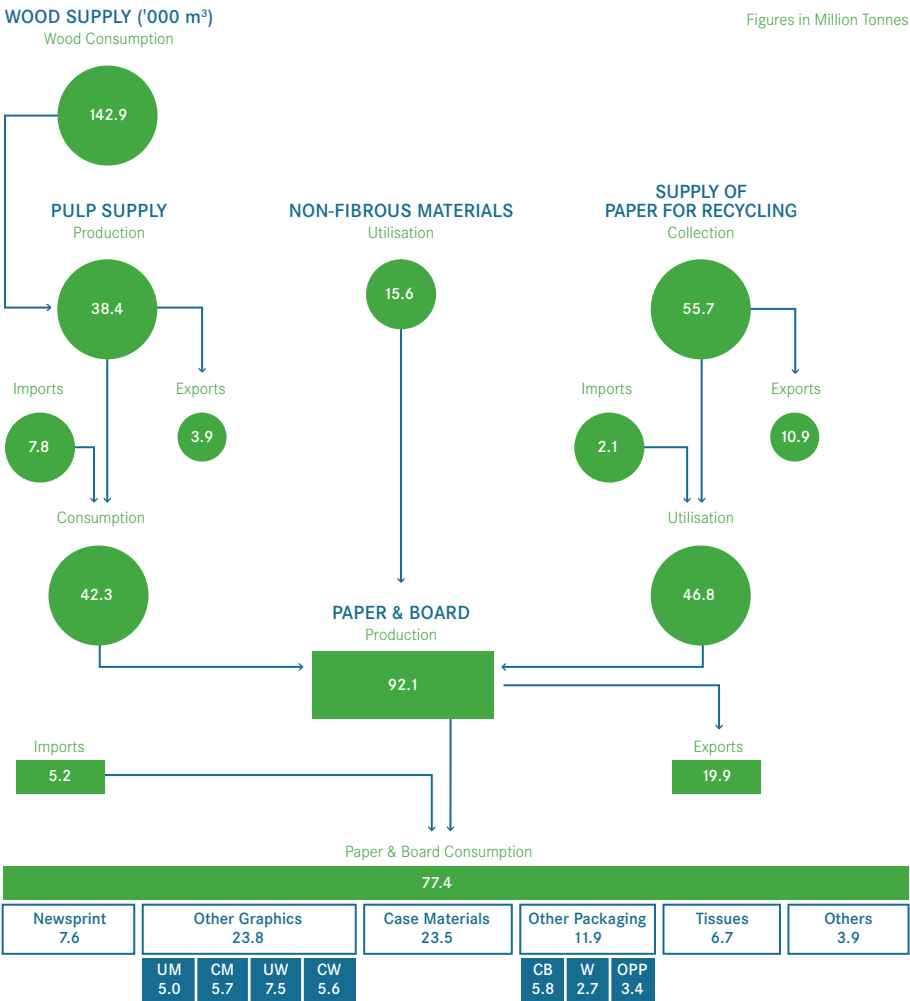 WOOD SUPPLY ('000 m³)
Figures in Million Tonnes
Wood Consumption
142.9
PULP SUPPLY
Production
38.4
Imports
7.8
Exports
3.9
Consumption
42.3
NON-FIBROUS MATERIALS
Utilisation
15.6
SUPPLY OF
PAPER FOR RECYCLING
Collection
55.7
Imports
2.1
Exports
10.9
Utilisation
46.8
PAPER & BOARD
Production
92.1
Imports
5.2
Exports
19.9
Paper & Board Consumption
77.4
Newsprint
7.6
Other Graphics
23.8
Case Materials
23.5
Other Packaging
11.9
Tissues
6.7
Others
3.9
UM
5.0
CM
5.7
UW
7.5
CW
5.6
CB
5.8
W
2.7
OPP
3.4